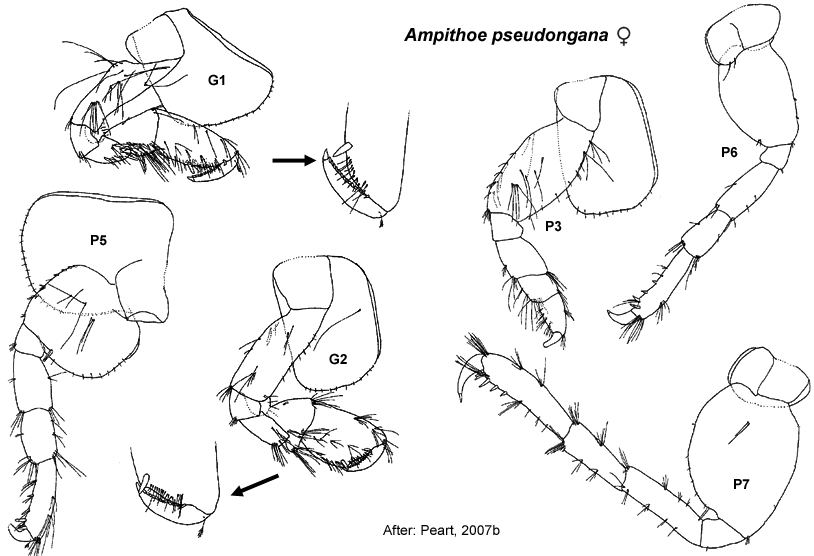 Ampithoe pseudongana ♀
G1
P6
P3
P5
G2
P7
After: Peart, 2007b